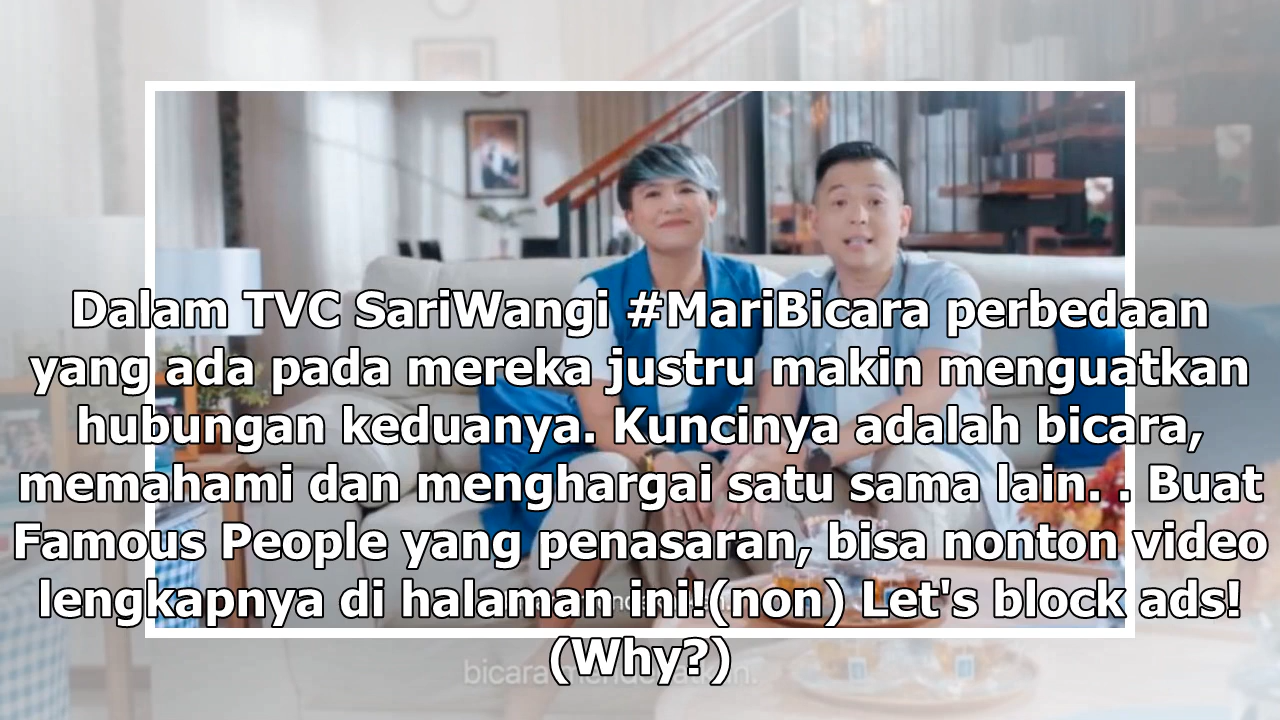 Dalam TVC SariWangi #MariBicara perbedaan
yang ada pada mereka justru makin menguatkan
hubungan keduanya. Kuncinya adalah bicara,
memahami dan menghargai satu sama lain. . Buat
Famous People yang penasaran, bisa nonton video
lengkapnya di halaman ini!(non) Let's block ads!
(Why?)
bicara